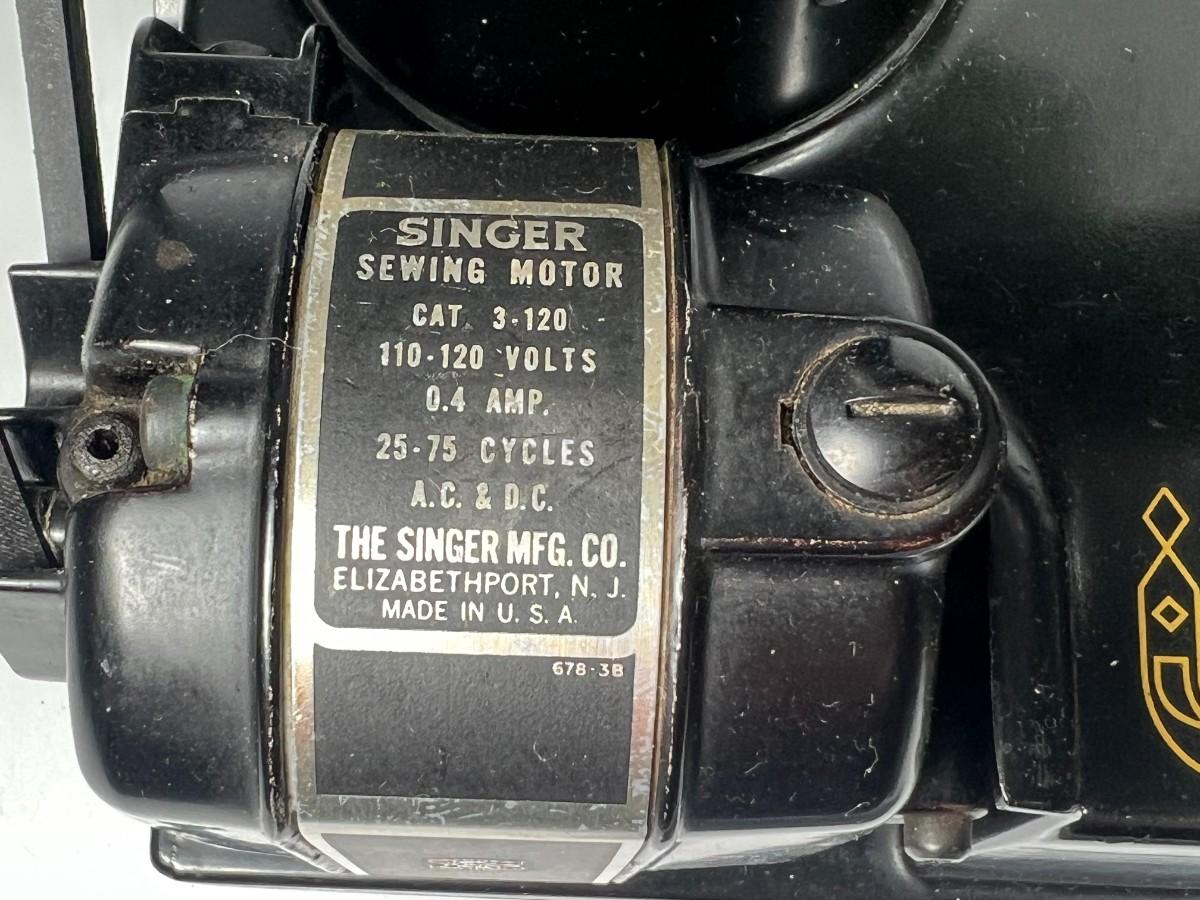 SINGER
SEWING MOTOR
CAT. 3-120
110-120 VOLTS
0.4 AMP.
25-75 CYCLES
A.C. & D.C.
THE SINGER MFG. CO.
ELIZABETHPORT, N. J.
MADE IN U. S. A.
678-3B